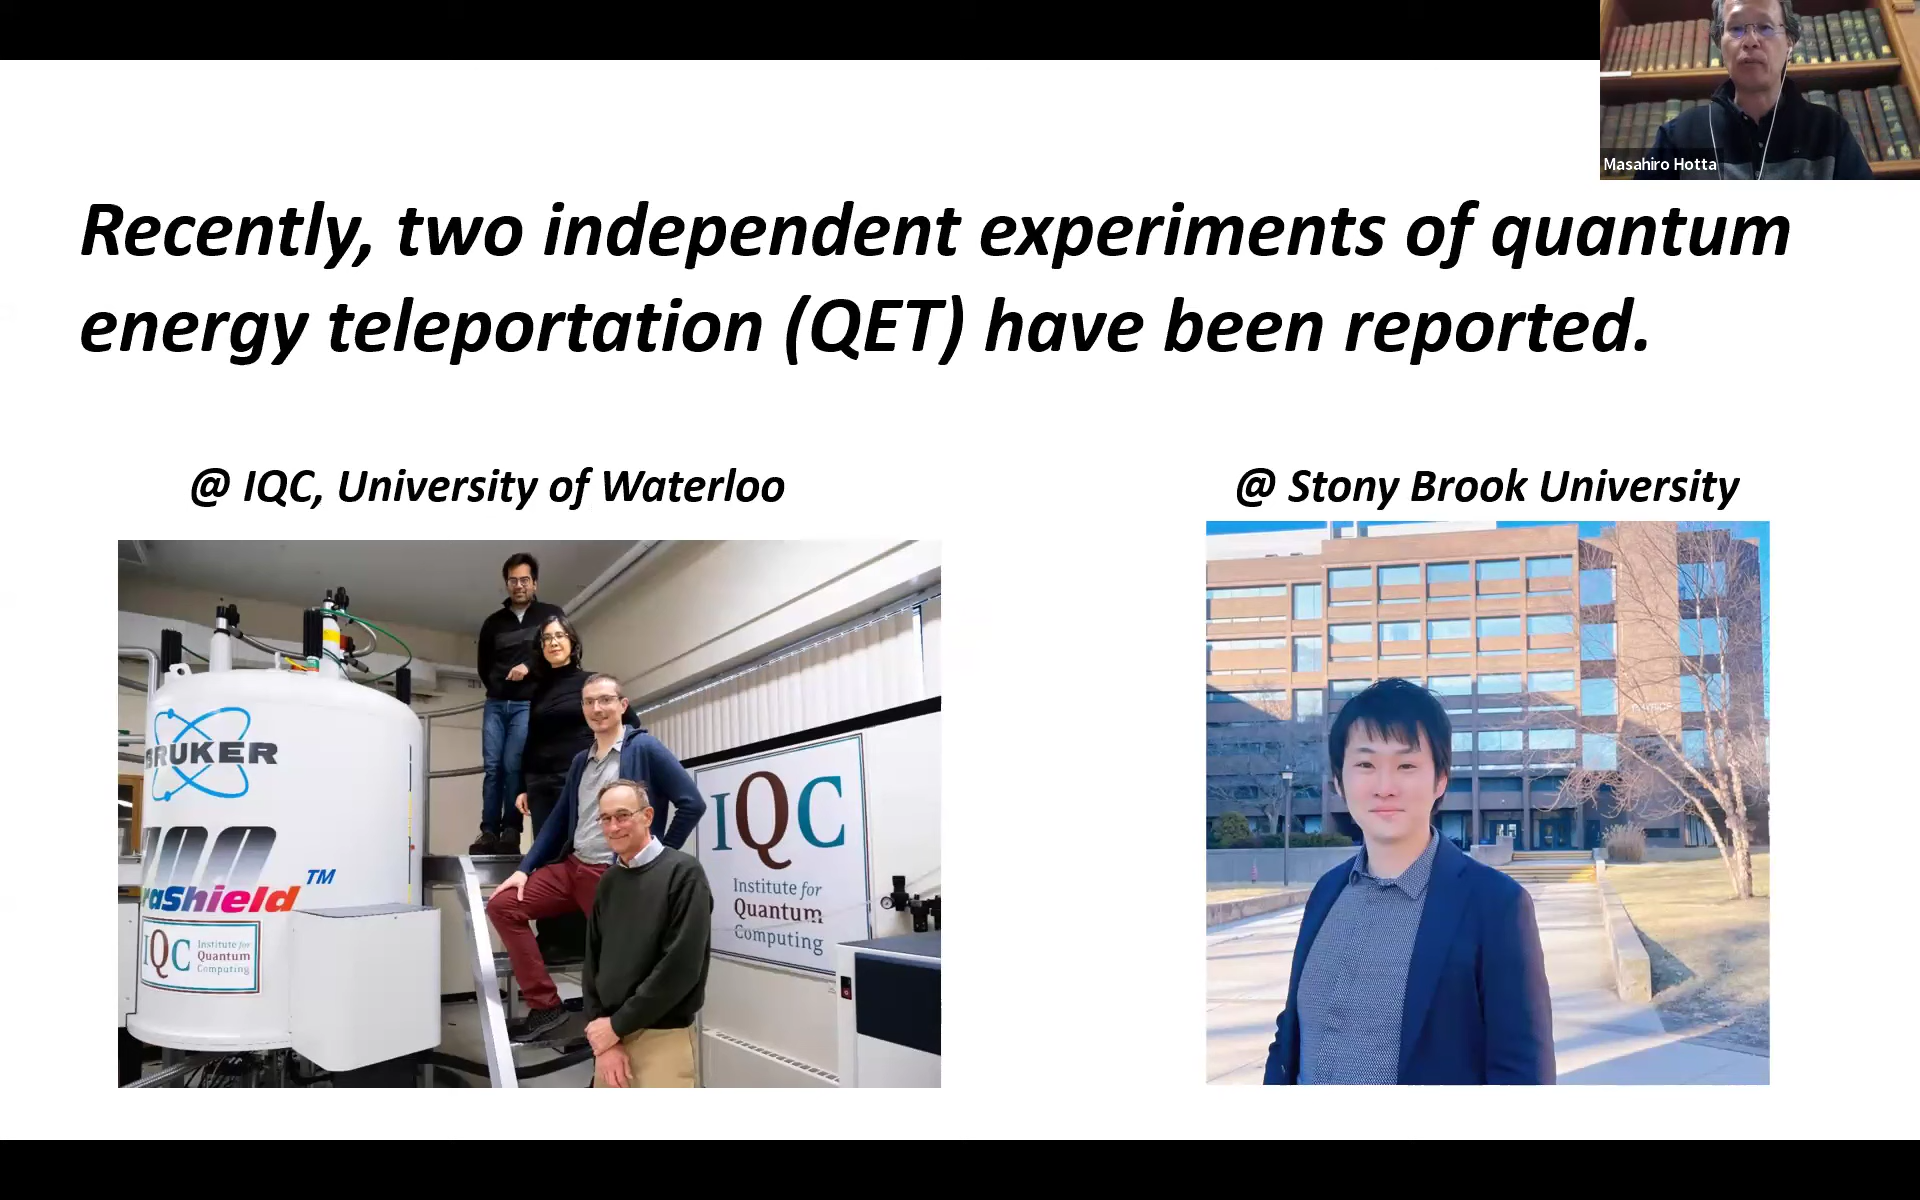 Masahiro Hotta
Recently, two independent experiments of quantum
energy teleportation (QET) have been reported.
@ IQC, University of Waterloo
@ Stony Brook University
BRUKER
TM
IQC
Institute for
Quantum
Computing
IQC
Institute for
Quantum
Computing